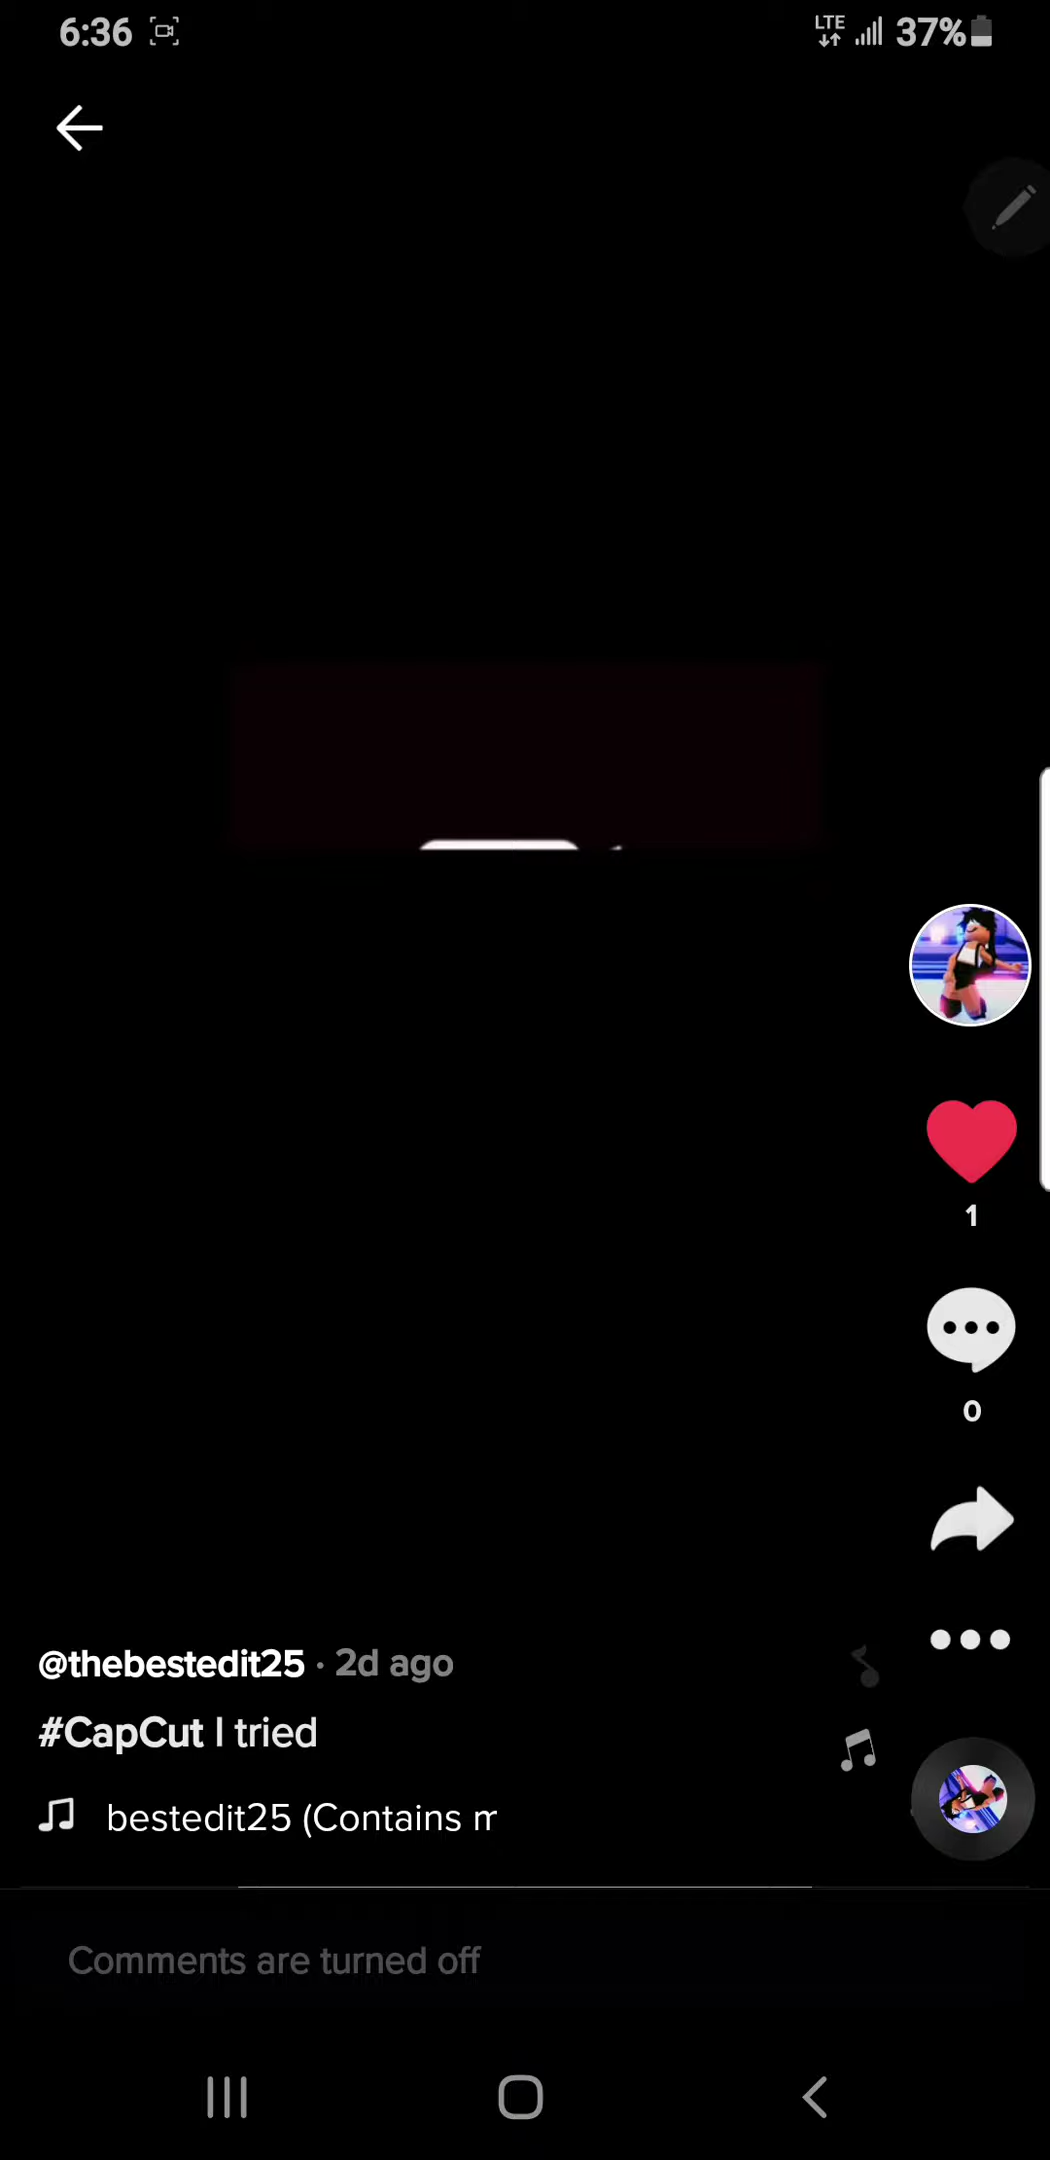 6:36
LTE
37%
1
0
@thebestedit25 · 2d ago
#CapCut I tried
bestedit25 (Contains m
Comments are turned off